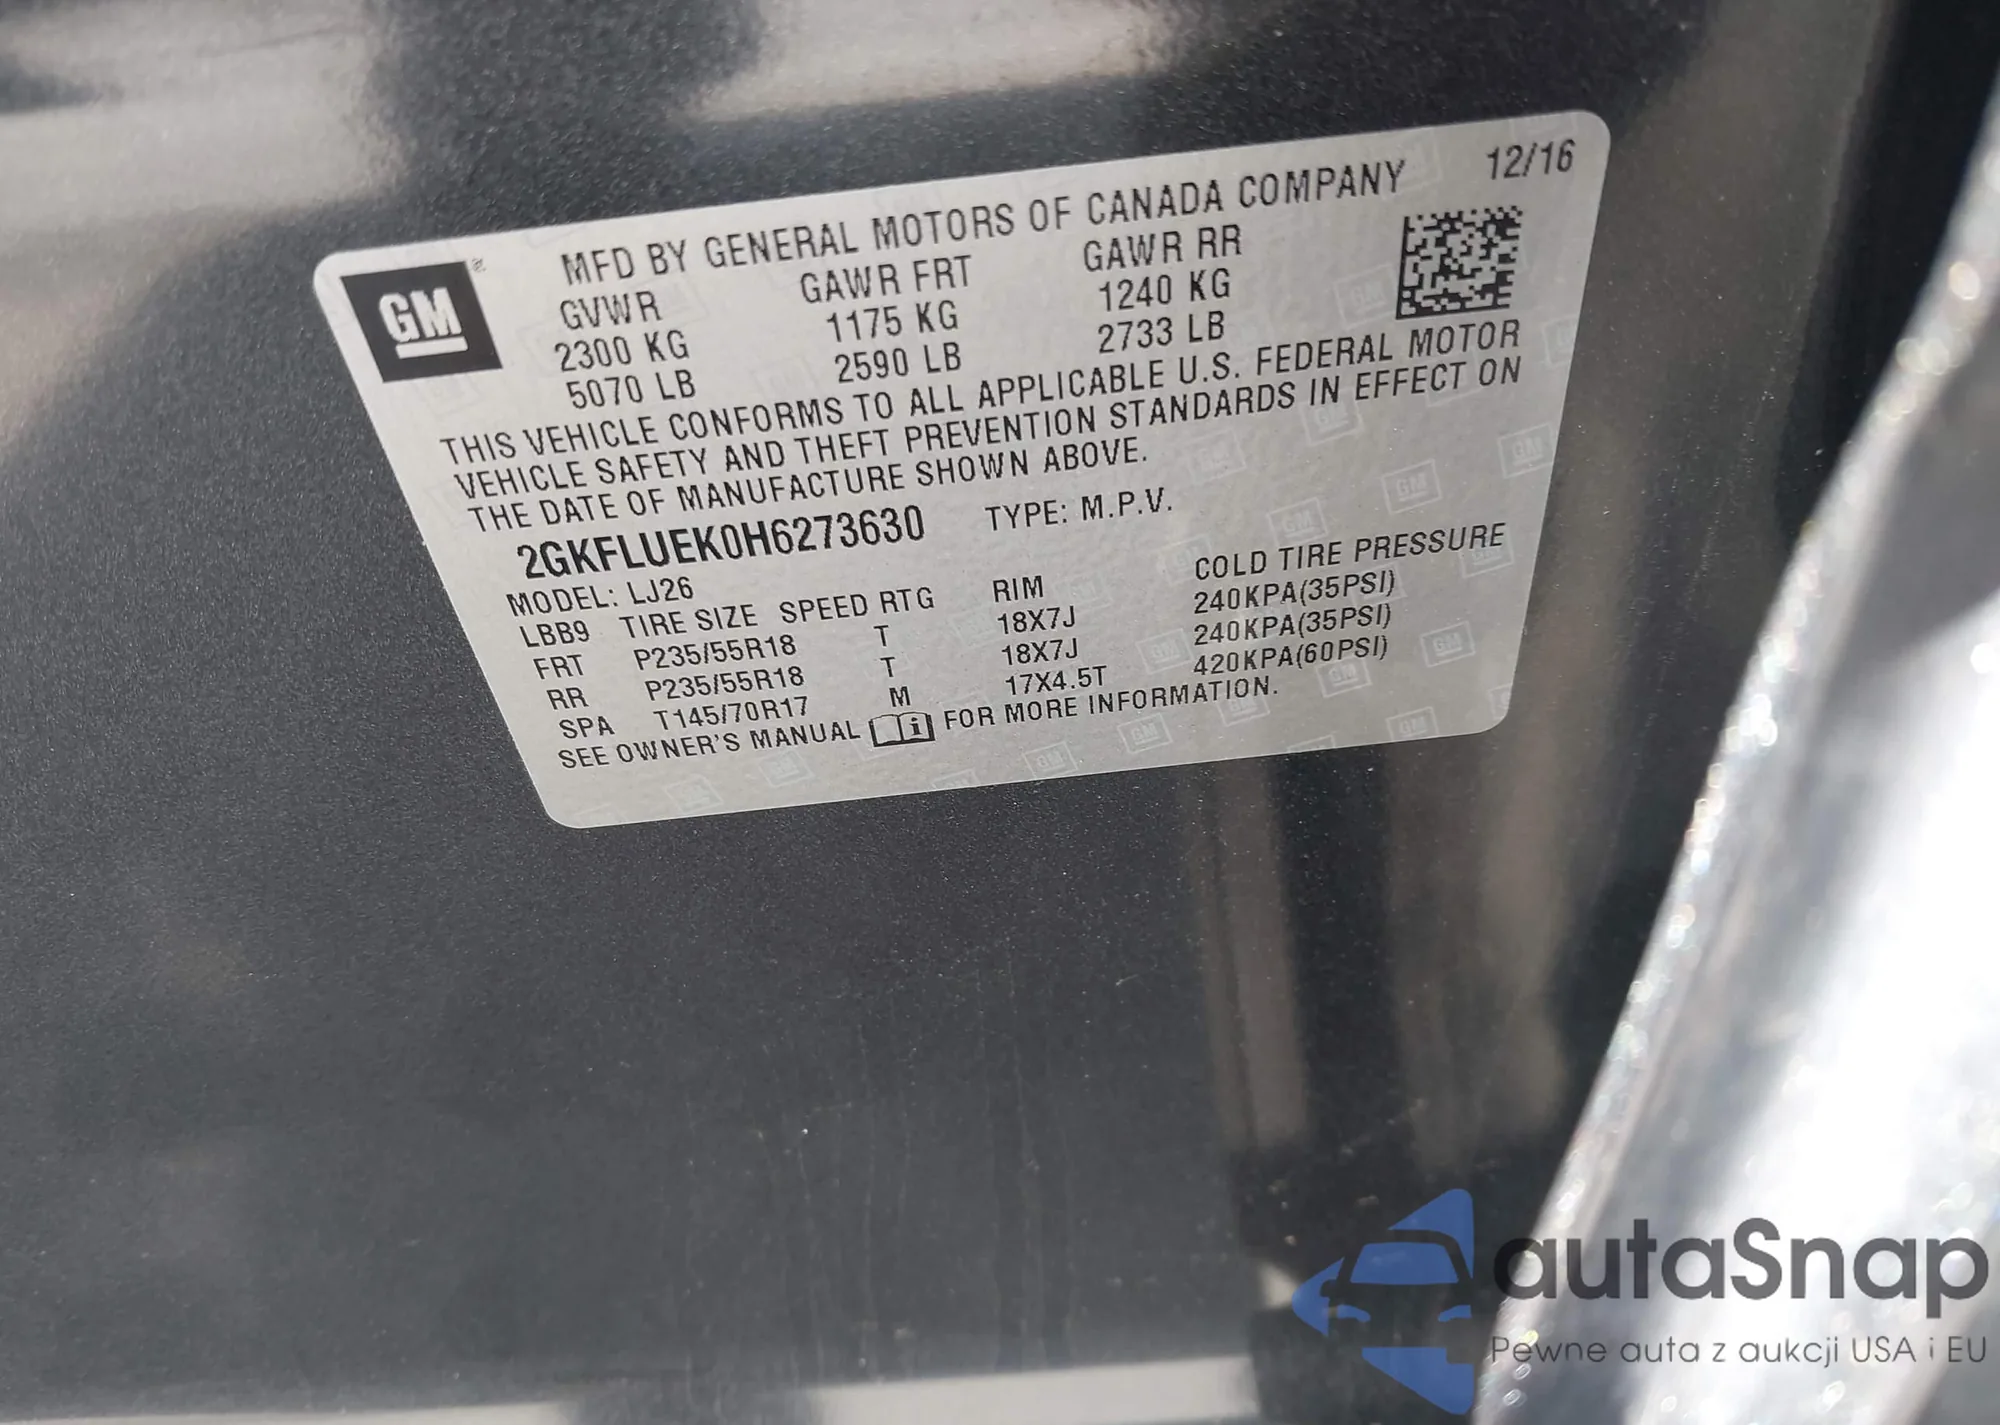 12/16
GM ®
MFD BY GENERAL MOTORS OF CANADA COMPANY
GVWR GAWR FRT GAWR RR
2300 KG 1175 KG 1240 KG
5070 LB 2590 LB 2733 LB
THIS VEHICLE CONFORMS TO ALL APPLICABLE U.S. FEDERAL MOTOR
VEHICLE SAFETY AND THEFT PREVENTION STANDARDS IN EFFECT ON
THE DATE OF MANUFACTURE SHOWN ABOVE.
2GKFLUEK0H6273630 TYPE: M.P.V.
MODEL: LJ26
LBB9 TIRE SIZE SPEED RTG RIM COLD TIRE PRESSURE
FRT P235/55R18 T 18X7J 240KPA(35PSI)
RR P235/55R18 T 18X7J 240KPA(35PSI)
SPA T145/70R17 M 17X4.5T 420KPA(60PSI)
SEE OWNER'S MANUAL i FOR MORE INFORMATION.
autaSnap
Pewne auta z aukcji USA i EU